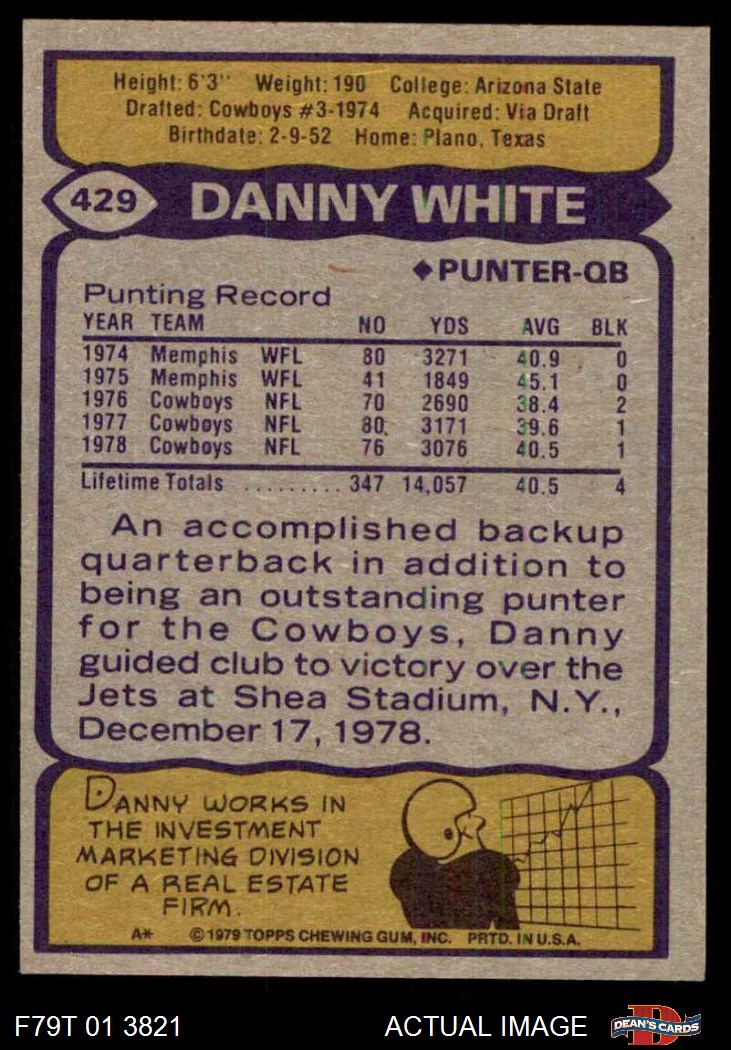 Height: 6'3" Weight: 190 College: Arizona State
Drafted: Cowboys #3-1974 Acquired: Via Draft
Birthdate: 2-9-52 Home: Plano, Texas
429 DANNY WHITE
◆PUNTER-QB
Punting Record
YEAR TEAM NO YDS AVG BLK
1974 Memphis WFL 80 3271 40.9 0
1975 Memphis WFL 41 1849 45.1 0
1976 Cowboys NFL 70 2690 38.4 2
1977 Cowboys NFL 80 3171 39.6 1
1978 Cowboys NFL 76 3076 40.5 1
Lifetime Totals .......... 347 14,057 40.5 4
An accomplished backup
quarterback in addition to
being an outstanding punter
for the Cowboys, Danny
guided club to victory over the
Jets at Shea Stadium, N.Y.,
December 17, 1978.
DANNY WORKS IN
THE INVESTMENT
MARKETING DIVISION
OF A REAL ESTATE
FIRM.
A* ©1979 TOPPS CHEWING GUM, INC. PRTD. IN U.S.A.
F79T 01 3821 ACTUAL IMAGE D DEAN'S CARDS